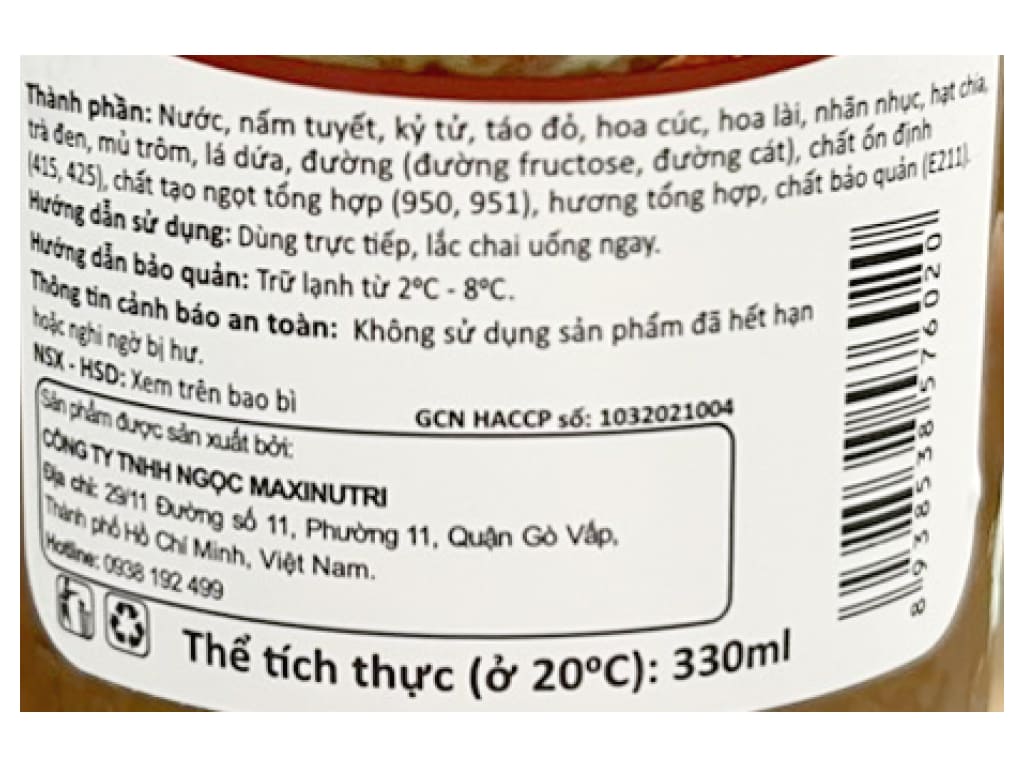 Thành phần: Nước, nấm tuyết, kỷ tử, táo đỏ, hoa cúc, hoa lài, nhãn nhục, hạt chia,
trà đen, mủ trôm, lá dứa, đường (đường fructose, đường cát), chất ổn định
(415, 425), chất tạo ngọt tổng hợp (950, 951), hương tổng hợp, chất bảo quản (E211).
Hướng dẫn sử dụng: Dùng trực tiếp, lắc chai uống ngay.
Hướng dẫn bảo quản: Trữ lạnh từ 2ºC - 8ºC.
Thông tin cảnh báo an toàn: Không sử dụng sản phẩm đã hết hạn
hoặc nghi ngờ bị hư.
NSX - HSD: Xem trên bao bì
GCN HACCP số: 1032021004
Sản phẩm được sản xuất bởi:
CÔNG TY TNHH NGỌC MAXINUTRI
Địa chỉ: 29/11 Đường số 11, Phường 11, Quận Gò Vấp,
Thành phố Hồ Chí Minh, Việt Nam.
Hotline: 0938 192 499
Thể tích thực (ở 20ºC): 330ml
8938538576020